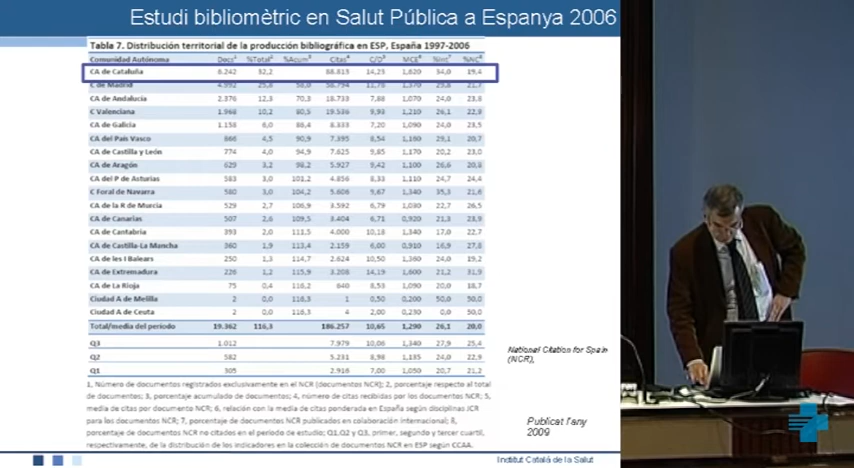 Estudi bibliomètric en Salut Pública a Espanya 2006
Tabla 7. Distribución territorial de la producción bibliográfica en ESP, España 1997-2006
Comunidad Autónoma Docs¹ %Total² %Acum³ Citas⁴ C/D⁵ MCE⁶ %Int⁷ %NC⁸
CA de Cataluña 6.242 32,2 88.813 14,23 1,620 34,0 19,4
C de Madrid 4.992 25,8 58,0 58.794 11,78 1,370 29,8 21,7
CA de Andalucía 2.376 12,3 70,3 18.733 7,88 1,070 24,0 23,8
C Valenciana 1.968 10,2 80,5 19.536 9,93 1,210 26,1 22,9
CA de Galicia 1.158 6,0 86,4 8.333 7,20 1,090 24,0 23,5
CA del País Vasco 866 4,5 90,9 7.395 8,54 1,160 29,1 20,7
CA de Castilla y León 774 4,0 94,9 7.625 9,85 1,170 20,2 23,0
CA de Aragón 629 3,2 98,2 5.927 9,42 1,100 26,6 20,8
CA del P de Asturias 583 3,0 101,2 4.856 8,33 1,110 24,7 24,4
C Foral de Navarra 580 3,0 104,2 5.606 9,67 1,340 35,3 21,6
CA de la R de Murcia 529 2,7 106,9 3.592 6,79 1,030 22,7 26,5
CA de Canarias 507 2,6 109,5 3.404 6,71 0,920 21,3 23,9
CA de Cantabria 393 2,0 111,5 4.000 10,18 1,340 17,0 22,7
CA de Castilla-La Mancha 360 1,9 113,4 2.159 6,00 0,910 16,9 27,8
CA de les I Balears 250 1,3 114,7 2.624 10,50 1,360 24,0 19,2
CA de Extremadura 226 1,2 115,9 3.208 14,19 1,600 21,2 31,9
CA de La Rioja 75 0,4 116,2 640 8,53 1,090 20,0 18,7
Ciudad A de Melilla 2 0,0 116,3 1 0,50 0,200 50,0 50,0
Ciudad A de Ceuta 2 0,0 116,3 4 2,00 0,230 0,0 50,0
Total/media del periodo 19.362 116,3 186.257 10,65 1,290 26,1 20,0
Q3 1.012 7.979 10,06 1,340 27,9 25,4
Q2 582 5.231 8,98 1,135 24,0 22,9
Q1 305 2.916 7,00 1,050 20,7 21,2
1, Número de documentos registrados exclusivamente en el NCR (documentos NCR); 2, porcentaje respecto al total
de documentos; 3, porcentaje acumulado de documentos; 4, número de citas recibidas por los documentos NCR; 5,
media de citas por documento NCR; 6, relación con la media de citas ponderada en España según disciplinas JCR
para los documentos NCR; 7, porcentaje de documentos NCR publicados en colaboración internacional; 8,
porcentaje de documentos NCR no citados en el periodo de estudio; Q1,Q2 y Q3, primer, segundo y tercer cuartil,
respectivamente, de la distribución de los indicadores en la colección de documentos NCR en ESP según CCAA.
National Citation for Spain
(NCR),
Publicat l'any
2009
Institut Català de la Salut